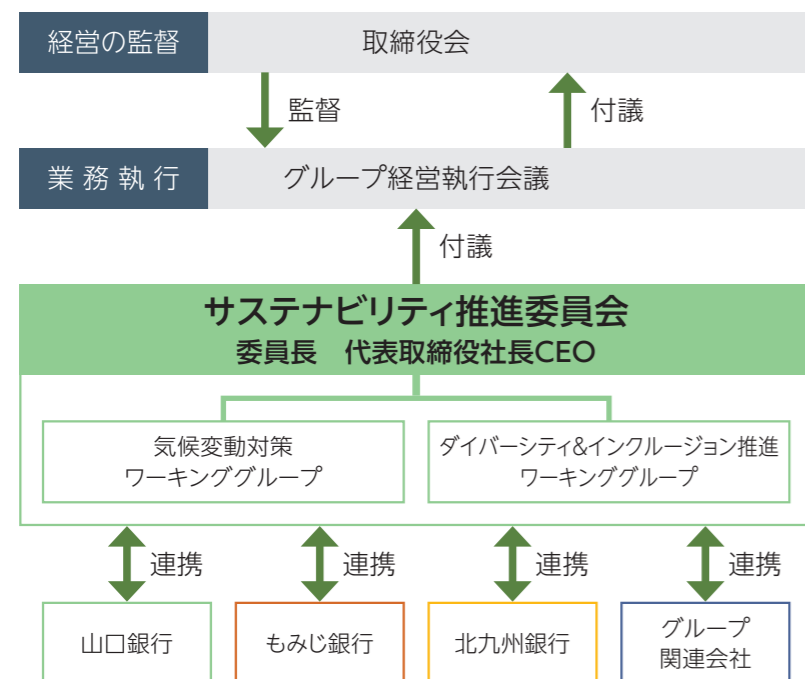 経営の監督 取締役会
監督 付議
業務執行 グループ経営執行会議
付議
サステナビリティ推進委員会
委員長　代表取締役社長CEO
気候変動対策
ワーキンググループ
ダイバーシティ&インクルージョン推進
ワーキンググループ
連携 連携 連携 連携
山口銀行 もみじ銀行 北九州銀行
グループ
関連会社